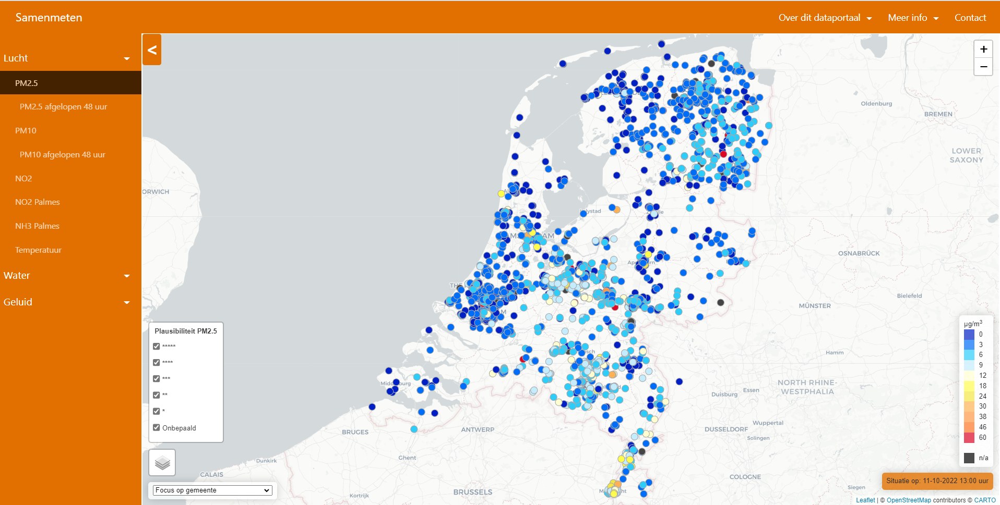 Samenmeten
Over dit dataportaal
Meer info
Contact
<
Lucht
PM2.5
PM2.5 afgelopen 48 uur
PM10
PM10 afgelopen 48 uur
NO2
NO2 Palmes
NH3 Palmes
Temperatuur
Water
Geluid
+
−
Oldenburg
BREMEN
LOWER
SAXONY
OSNABRÜCK
Bielefeld
MÜNSTER
Hamm
NORTH RHINE-
WESTPHALIA
Essen
Duisburg
Wuppertal
DUSSELDORF
Solingen
COLOGNE
Siegen
ORWICH
BRUGES
ANTWERP
Ghent
Dunkirk
CALAIS
BRUSSELS
Kortrijk
Plausibiliteit PM2.5
*****
****
***
**
*
Onbepaald
Focus op gemeente
µg/m³
0
3
6
9
12
18
24
30
38
46
60
n/a
Situatie op: 11-10-2022 13:00 uur
Leaflet | © OpenStreetMap contributors © CARTO